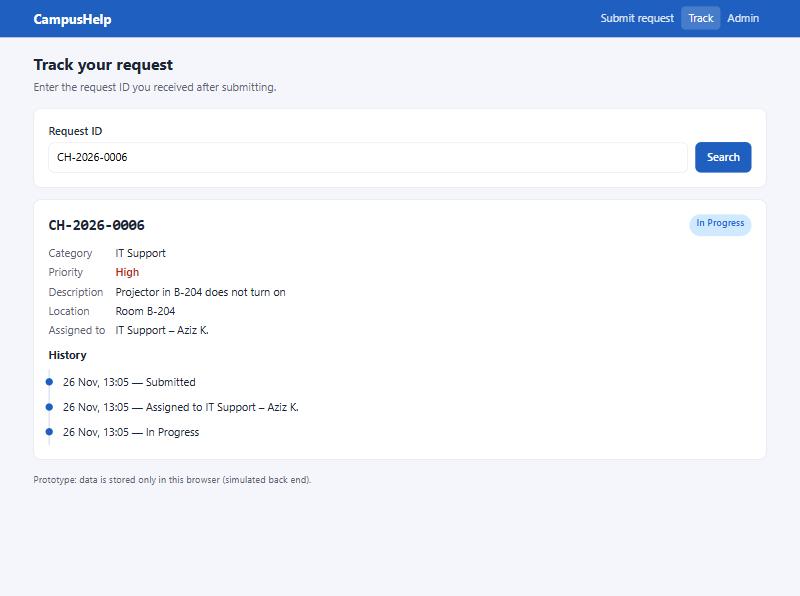 CampusHelp
Submit request Track Admin
Track your request
Enter the request ID you received after submitting.
Request ID
CH-2026-0006
Search
CH-2026-0006
In Progress
Category IT Support
Priority High
Description Projector in B-204 does not turn on
Location Room B-204
Assigned to IT Support – Aziz K.
History
26 Nov, 13:05 — Submitted
26 Nov, 13:05 — Assigned to IT Support – Aziz K.
26 Nov, 13:05 — In Progress
Prototype: data is stored only in this browser (simulated back end).